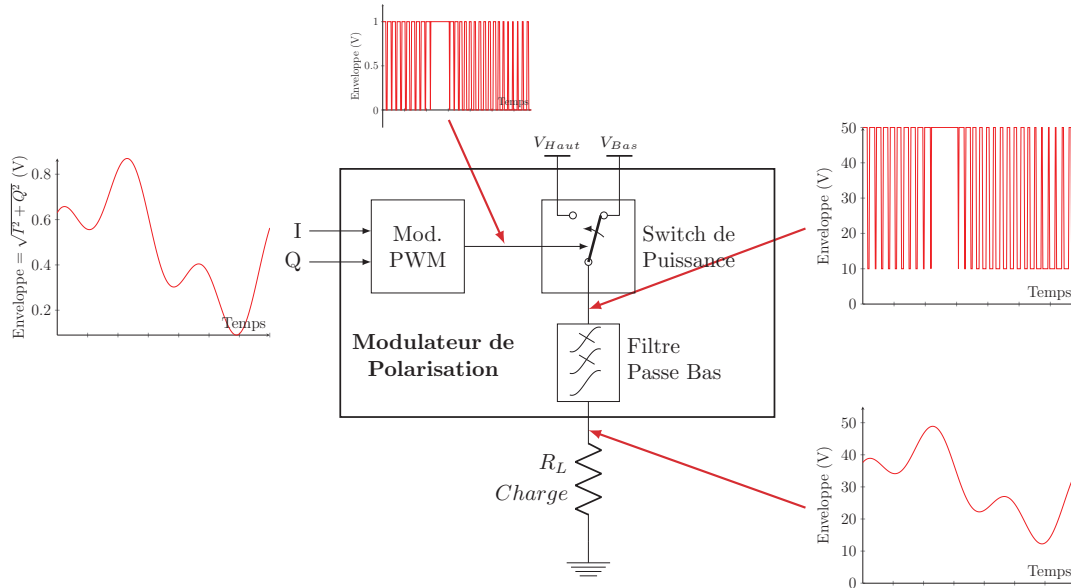 Enveloppe (V)
1
0.5
0
Temps
Enveloppe = √I² + Q² (V)
0.8
0.6
0.4
0.2
Temps
V_Haut
V_Bas
I
Q
Mod.
PWM
Switch de
Puissance
Modulateur de
Polarisation
Filtre
Passe Bas
R_L
Charge
Enveloppe (V)
50
40
30
20
10
0
Temps
Enveloppe (V)
50
40
30
20
10
0
Temps